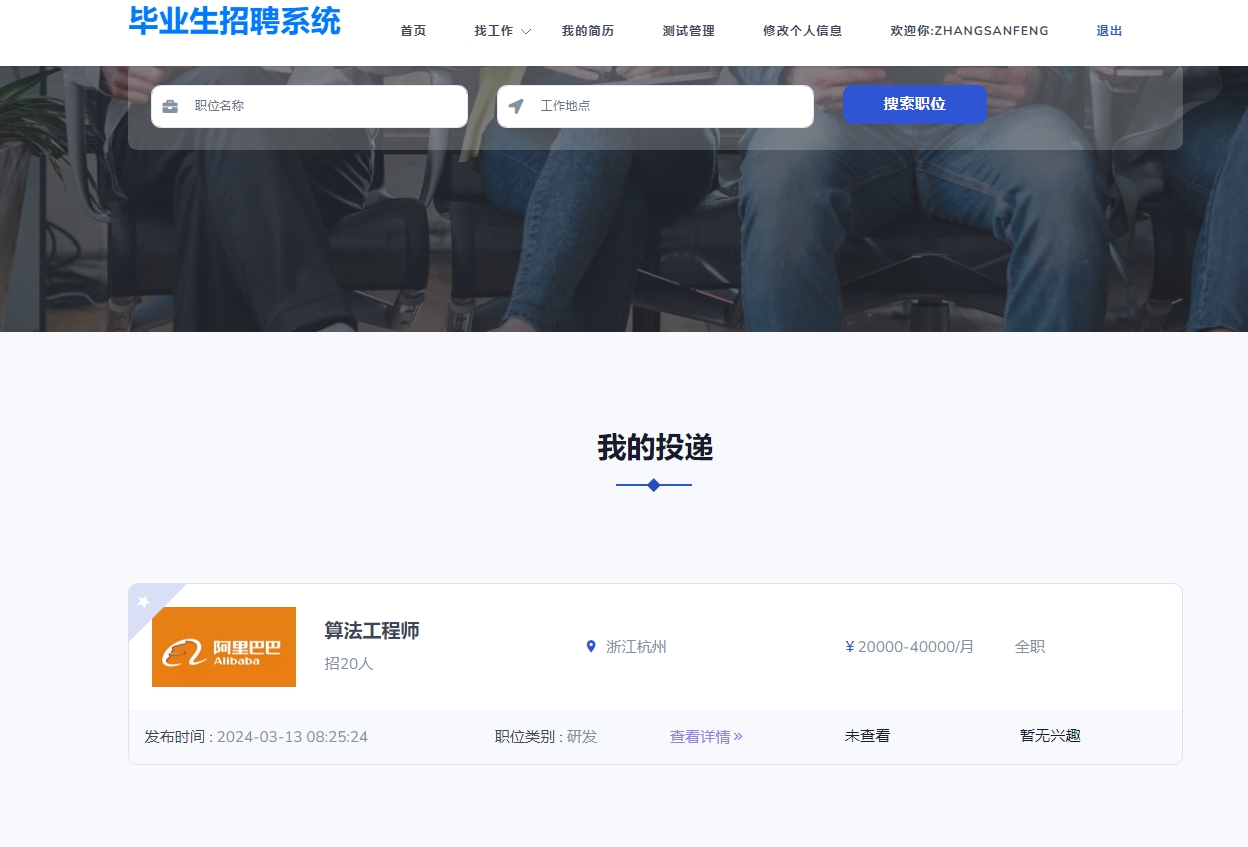 毕业生招聘系统
首页 找工作 我的简历 测试管理 修改个人信息 欢迎你:ZHANGSANFENG 退出
职位名称 工作地点 搜索职位
我的投递
阿里巴巴
Alibaba
算法工程师
招20人
浙江杭州
¥20000-40000/月 全职
发布时间 : 2024-03-13 08:25:24 职位类别 : 研发 查看详情» 未查看 暂无兴趣